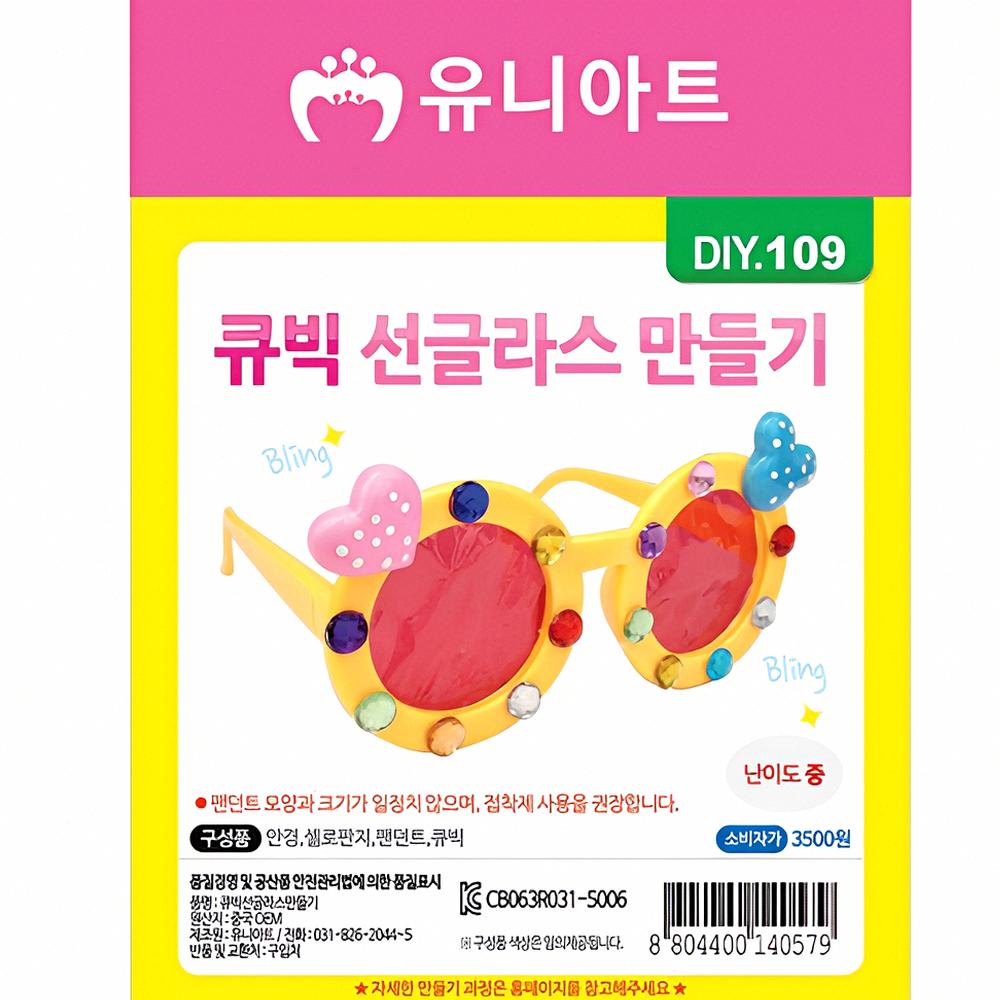 유니아트
DIY.109
큐빅 선글라스 만들기
Bling
Bling
난이도 중
● 팬던트 모양과 크기가 일정치 않으며, 접착제 사용을 권장합니다.
구성품 안경,셀로판지,팬던트,큐빅
소비자가 3500원
품질경영 및 공산품 안전관리법에 의한 품질표시
품명 : 큐빅선글라스만들기
원산지 : 중국 OEM
제조원 : 유니아트 / 전화 : 031-826-2044~5
반품 및 교환처 : 구입처
CB063R031-5006
※ 구성품 색상은 임의제공됩니다.
8 804400 140579
★ 자세한 만들기 과정은 홈페이지를 참고해주세요 ★